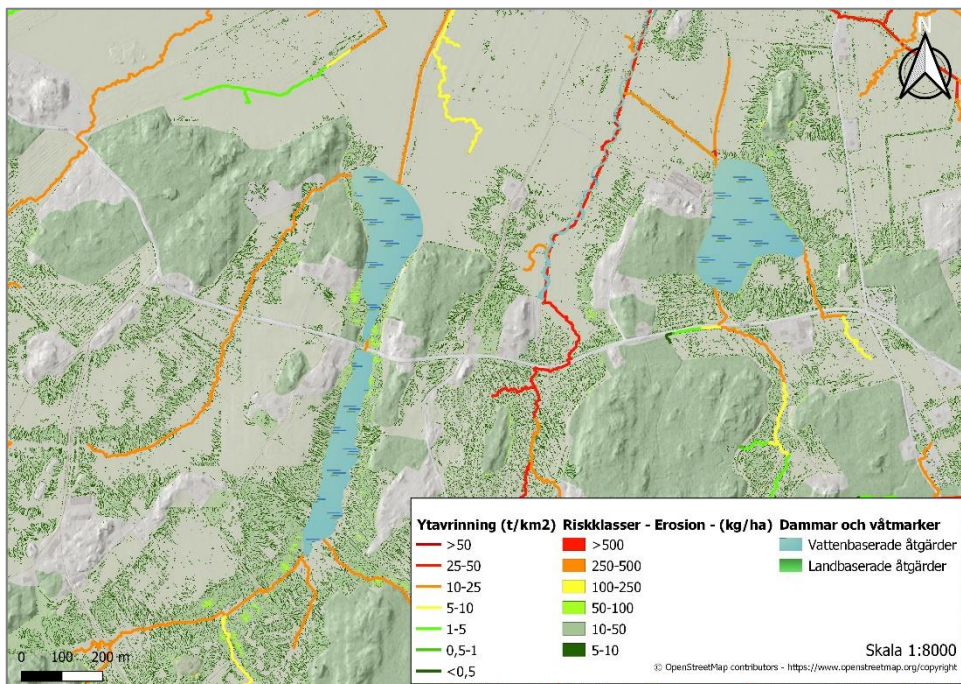 N
Ytavrinning (t/km2) Riskklasser - Erosion - (kg/ha) Dammar och våtmarker
>50 >500 Vattenbaserade åtgärder
25-50 250-500 Landbaserade åtgärder
10-25 100-250
5-10 50-100
1-5 10-50
0,5-1 5-10
<0,5
0 100 200 m
Skala 1:8000
© OpenStreetMap contributors - https://www.openstreetmap.org/copyright